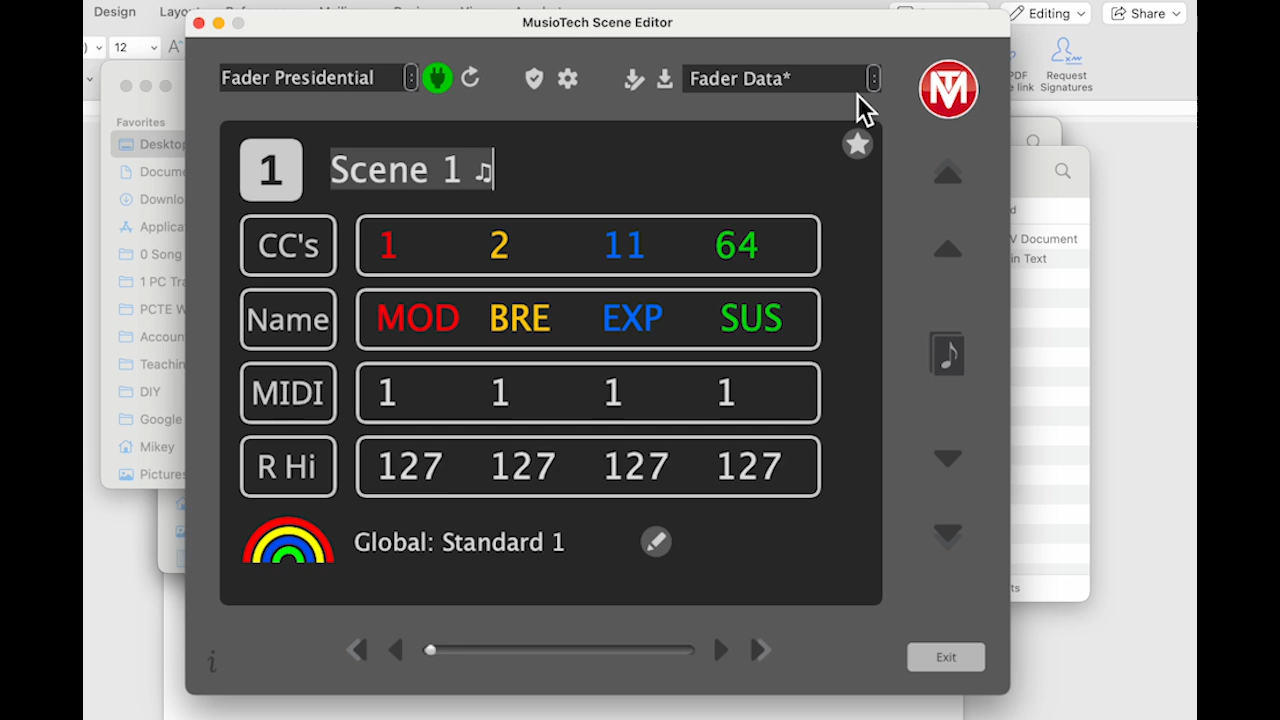 Design
MusioTech Scene Editor
Editing
Share
12
Fader Presidential
Fader Data*
Request
Signatures
Favorites
Scene 1 ♫
1
CC's 1 2 11 64
Name MOD BRE EXP SUS
MIDI 1 1 1 1
R Hi 127 127 127 127
Global: Standard 1
Exit
i
Desktop
Downlo
Applica
0 Song
1 PC Tra
PCTE W
Accoun
Teachin
DIY
Google
Mikey
Pictures
V Document
in Text
PDF
link